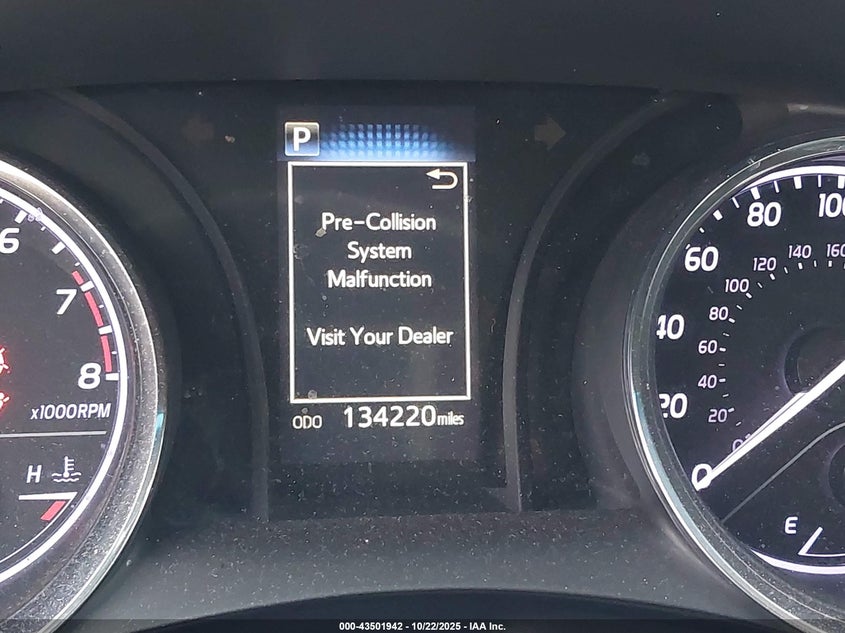 P
Pre-Collision
System
Malfunction
Visit Your Dealer
ODO 134220 miles
6
7
8
x1000RPM
H
100
80
60
40
20
0
160
140
120
100
80
60
40
20
0
E
000-43501942 - 10/22/2025 - IAA Inc.